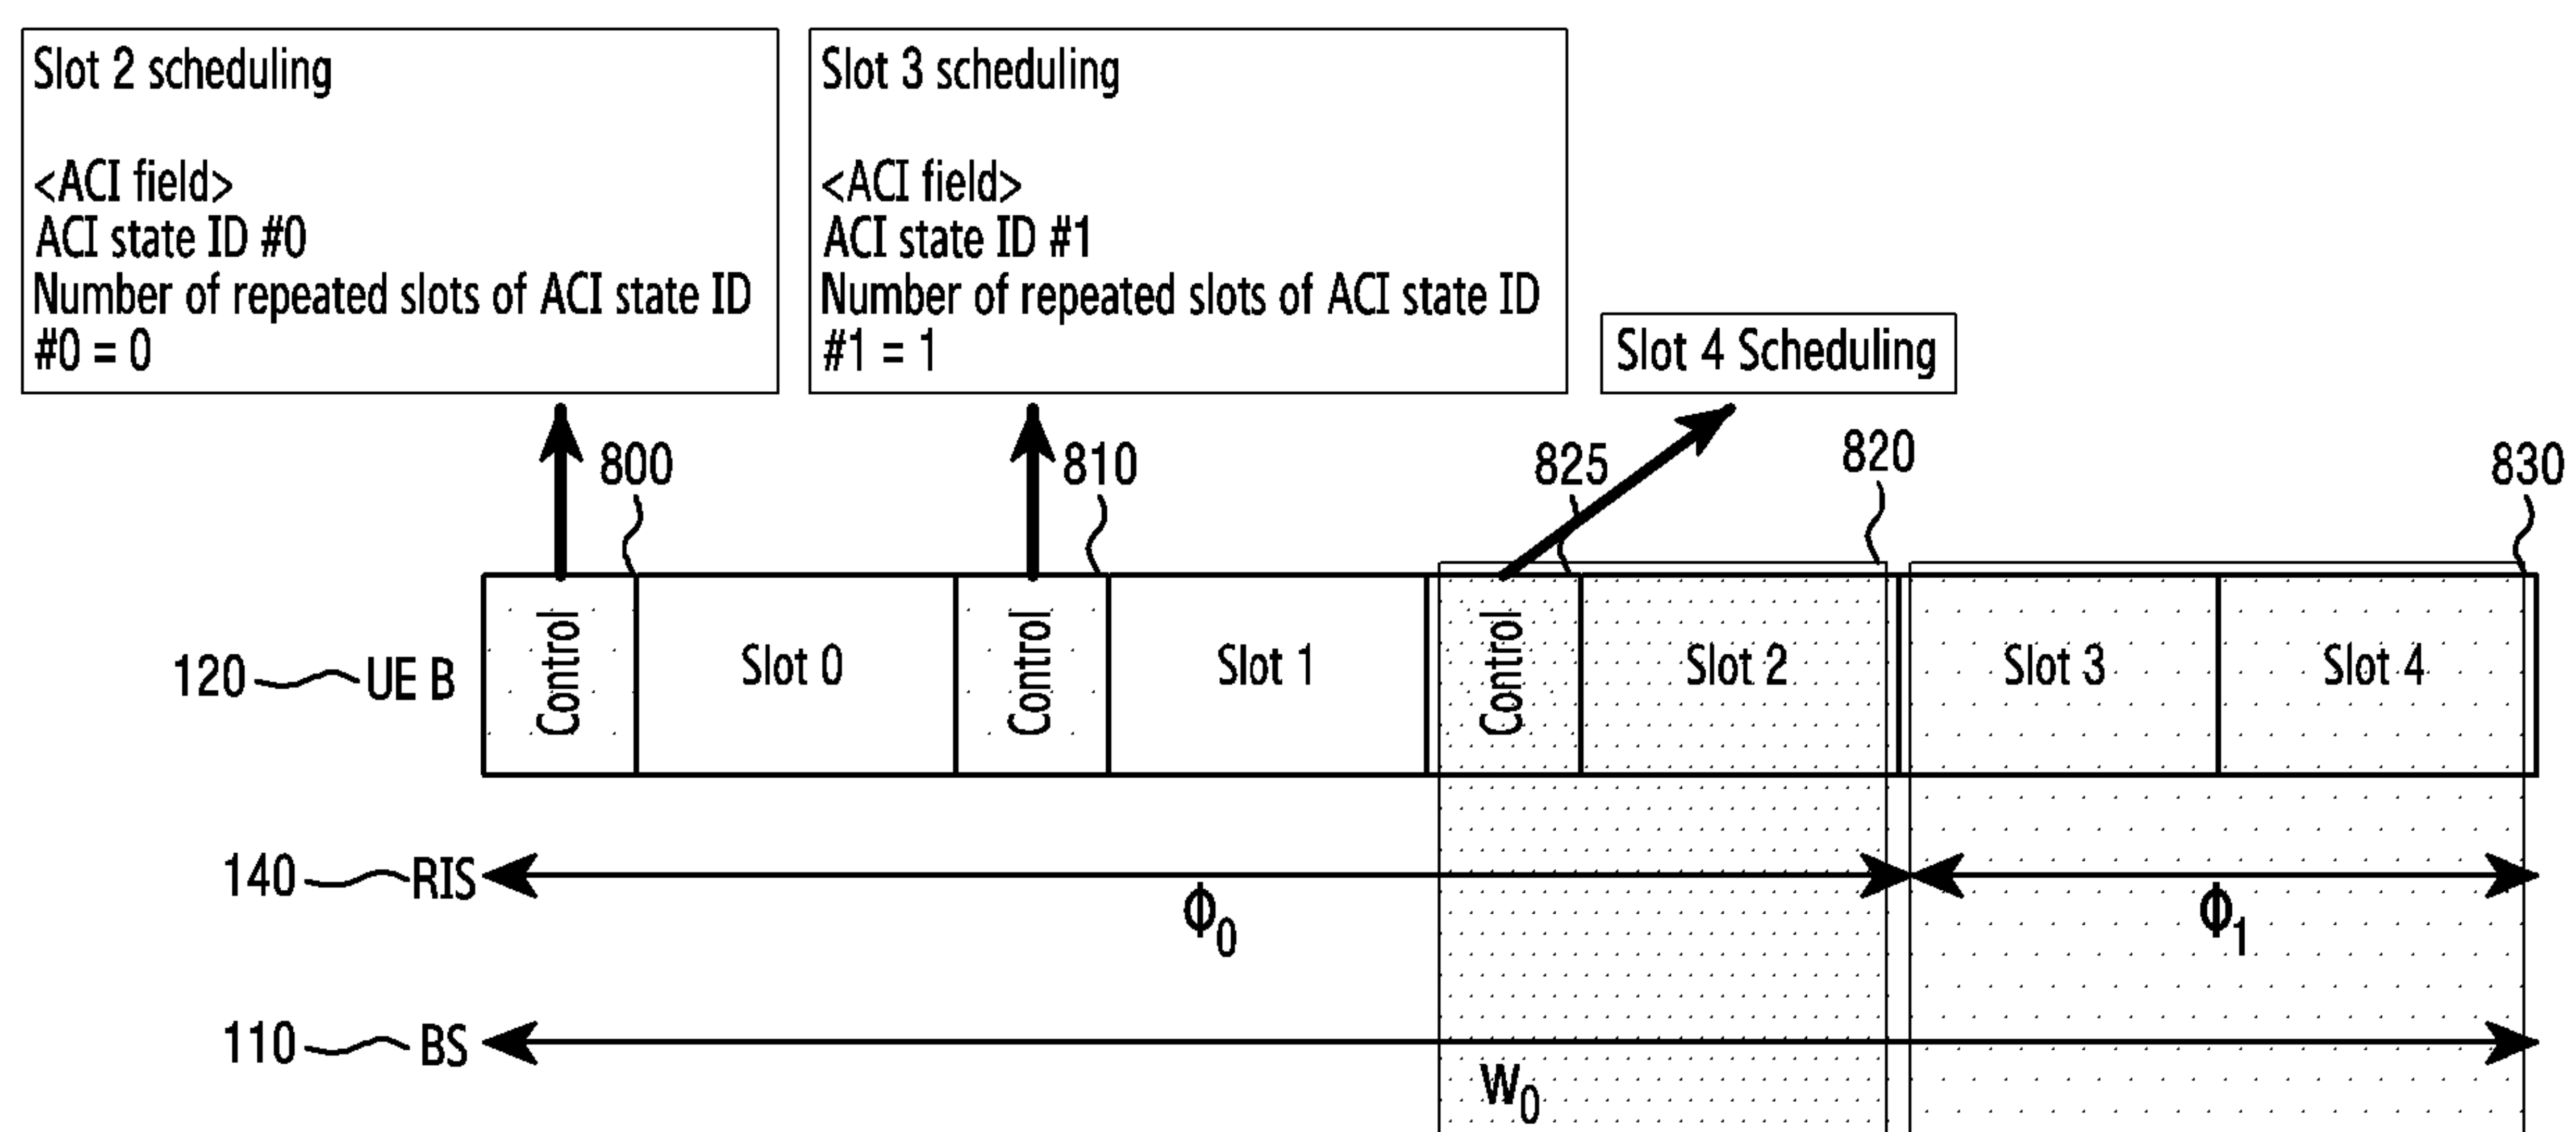 Slot 2 scheduling
<ACI field>
ACI state ID #0
Number of repeated slots of ACI state ID
#0 = 0
Slot 3 scheduling
<ACI field>
ACI state ID #1
Number of repeated slots of ACI state ID
#1 = 1
Slot 4 Scheduling
800
810
825
820
830
120
UE B
Control
Slot 0
Control
Slot 1
Control
Slot 2
Slot 3
Slot 4
140
RIS
ϕ0
ϕ1
110
BS
W0